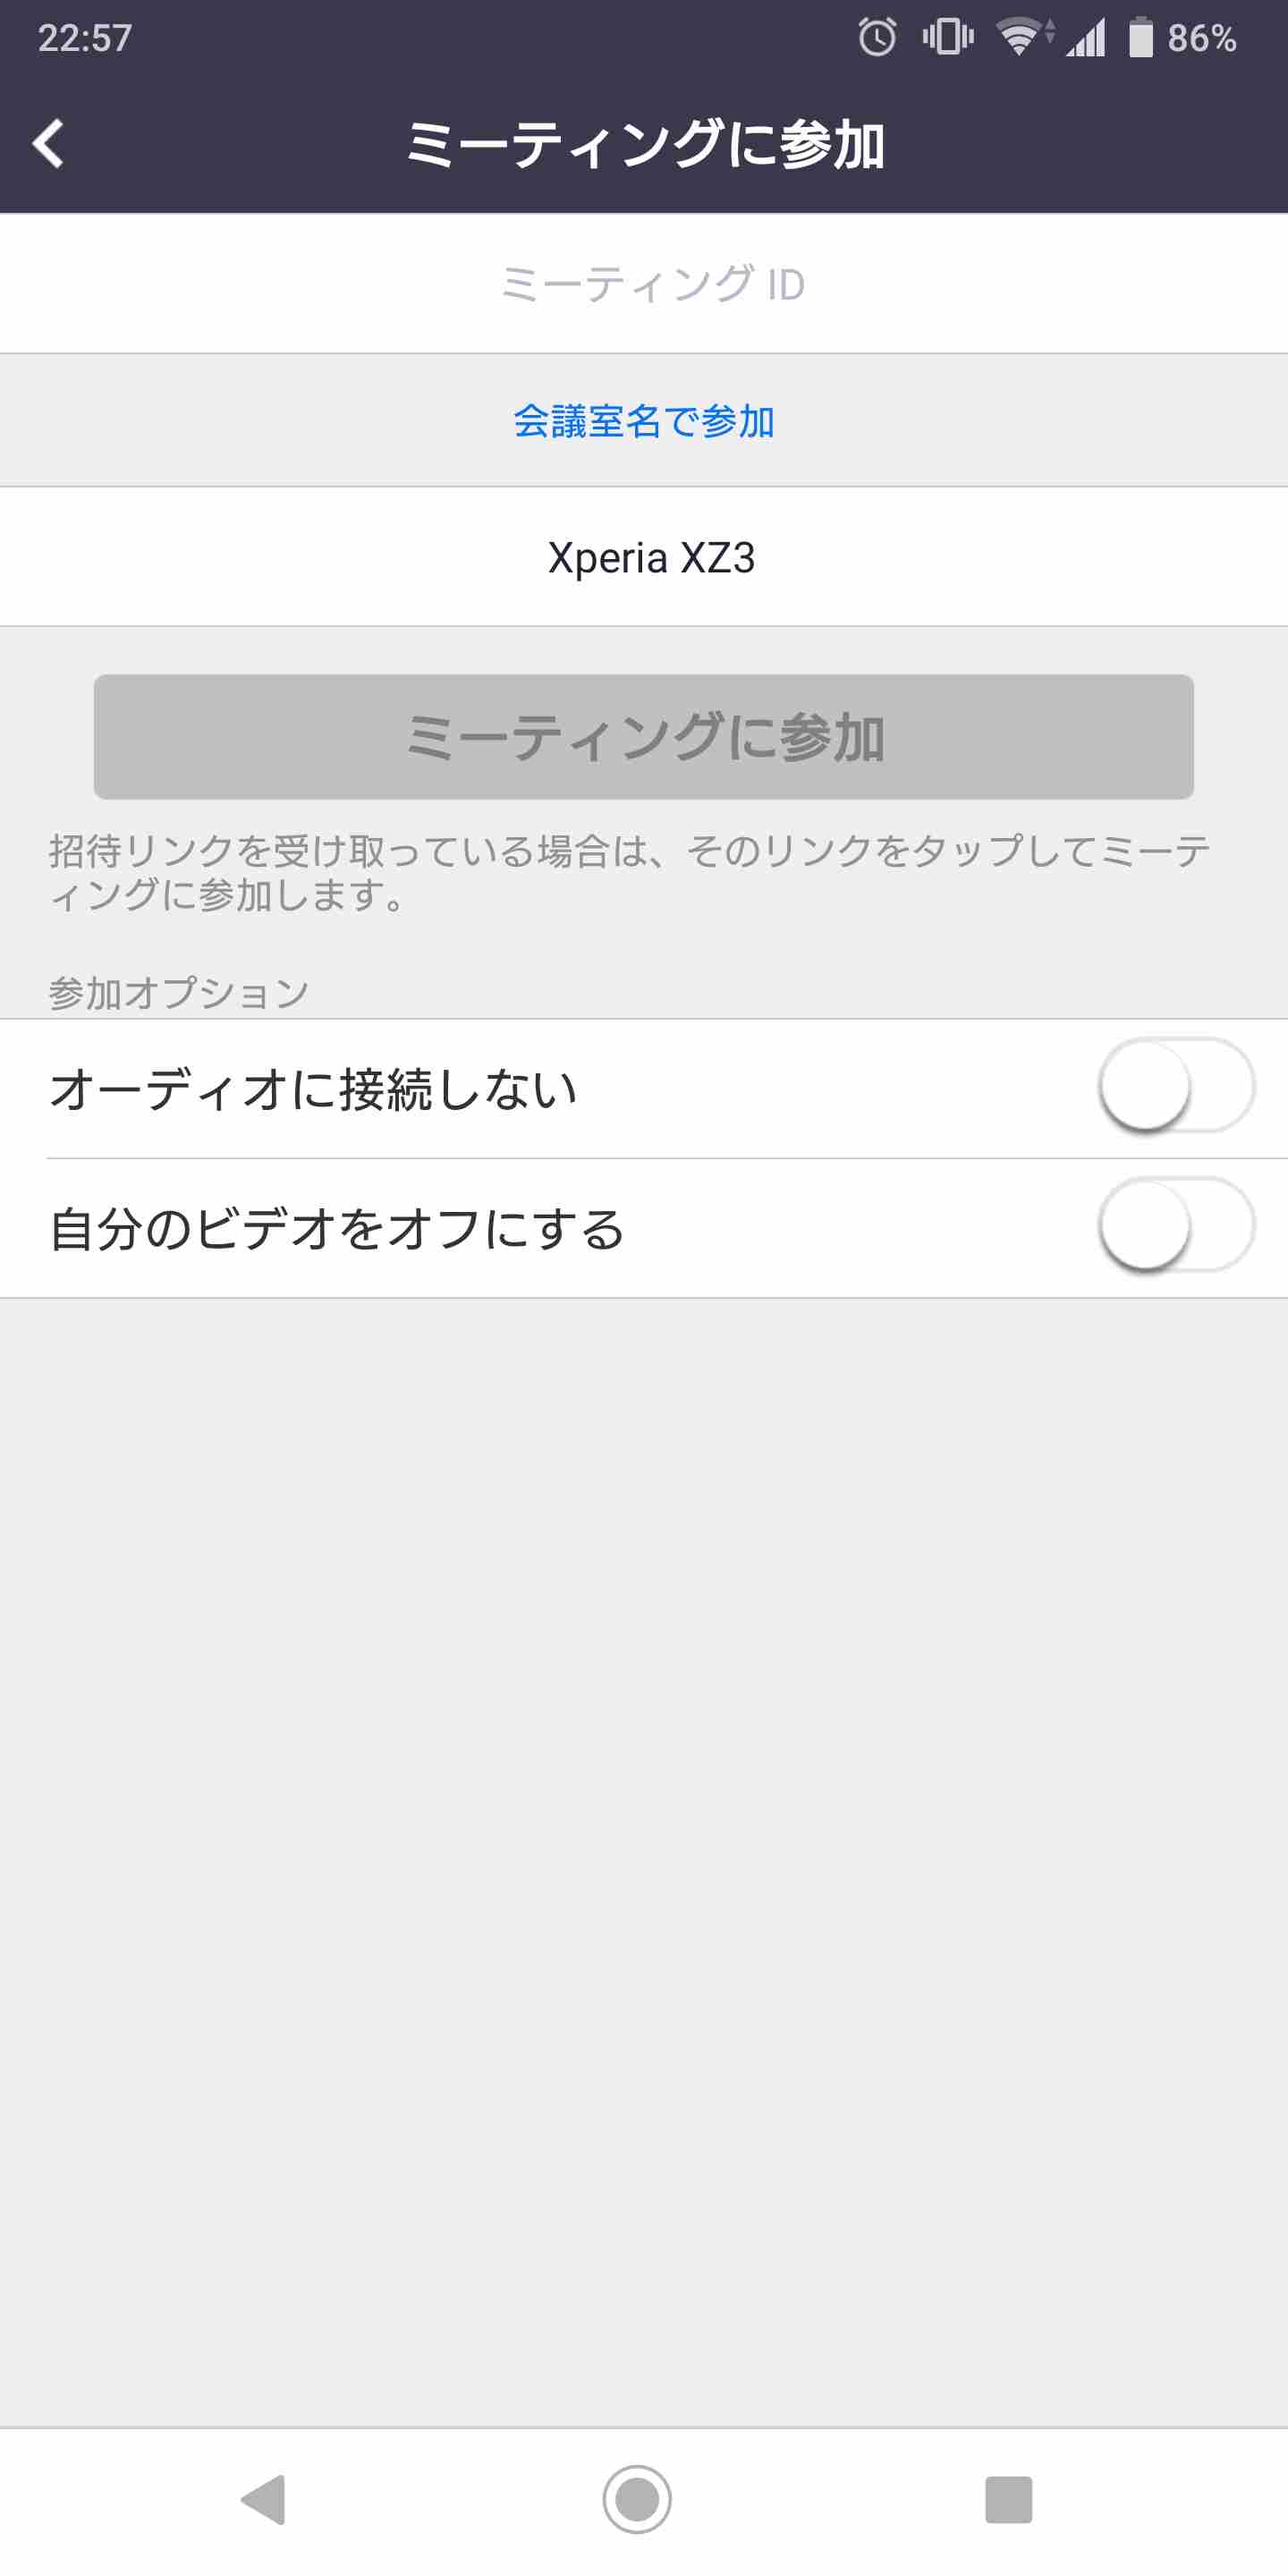 22:57
86%
ミーティングに参加
ミーティング ID
会議室名で参加
Xperia XZ3
ミーティングに参加
招待リンクを受け取っている場合は、そのリンクをタップしてミーテ
ィングに参加します。
参加オプション
オーディオに接続しない
自分のビデオをオフにする